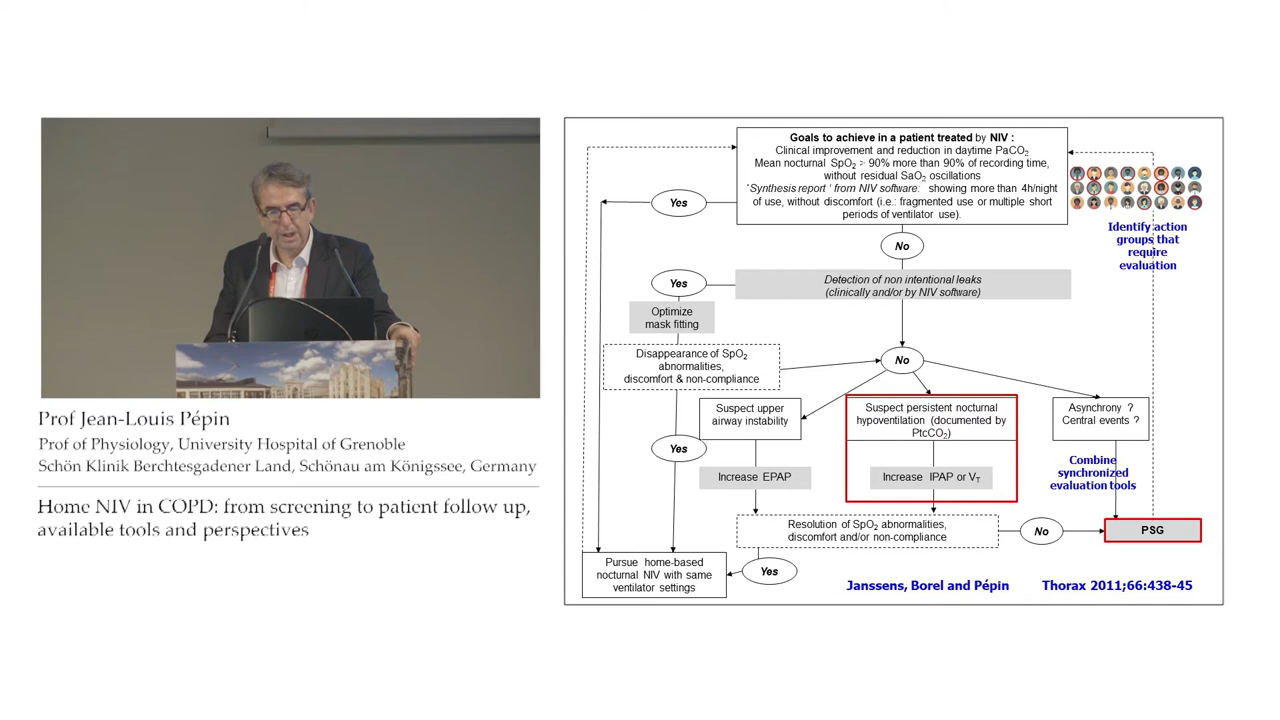 Prof Jean-Louis Pépin
Prof of Physiology, University Hospital of Grenoble
Schön Klinik Berchtesgadener Land, Schönau am Königssee, Germany
Home NIV in COPD: from screening to patient follow up,
available tools and perspectives
Goals to achieve in a patient treated by NIV :
Clinical improvement and reduction in daytime PaCO2
Mean nocturnal SpO2 > 90% more than 90% of recording time,
without residual SaO2 oscillations
'Synthesis report ' from NIV software: showing more than 4h/night
of use, without discomfort (i.e.: fragmented use or multiple short
periods of ventilator use).
Yes
Identify action
groups that
require
evaluation
No
Detection of non intentional leaks
(clinically and/or by NIV software)
Yes
Optimize
mask fitting
Disappearance of SpO2
abnormalities,
discomfort & non-compliance
No
Suspect upper
airway instability
Suspect persistent nocturnal
hypoventilation (documented by
PtcCO2)
Asynchrony ?
Central events ?
Yes
Increase EPAP
Increase IPAP or VT
Combine
synchronized
evaluation tools
Resolution of SpO2 abnormalities,
discomfort and/or non-compliance
No
PSG
Yes
Pursue home-based
nocturnal NIV with same
ventilator settings
Janssens, Borel and Pépin Thorax 2011;66:438-45